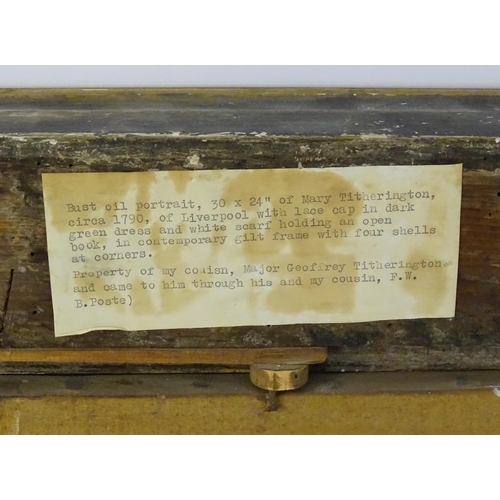 Bust oil portrait, 30 x 24" of Mary Titherington,
circa 1790, of Liverpool with lace cap in dark
green dress and white scarf holding an open
book, in contemporary gilt frame with four shells
at corners.
Property of my couisn, Major Geoffrey Titherington
and came to him through his and my cousin, F.W.
B.Poste)